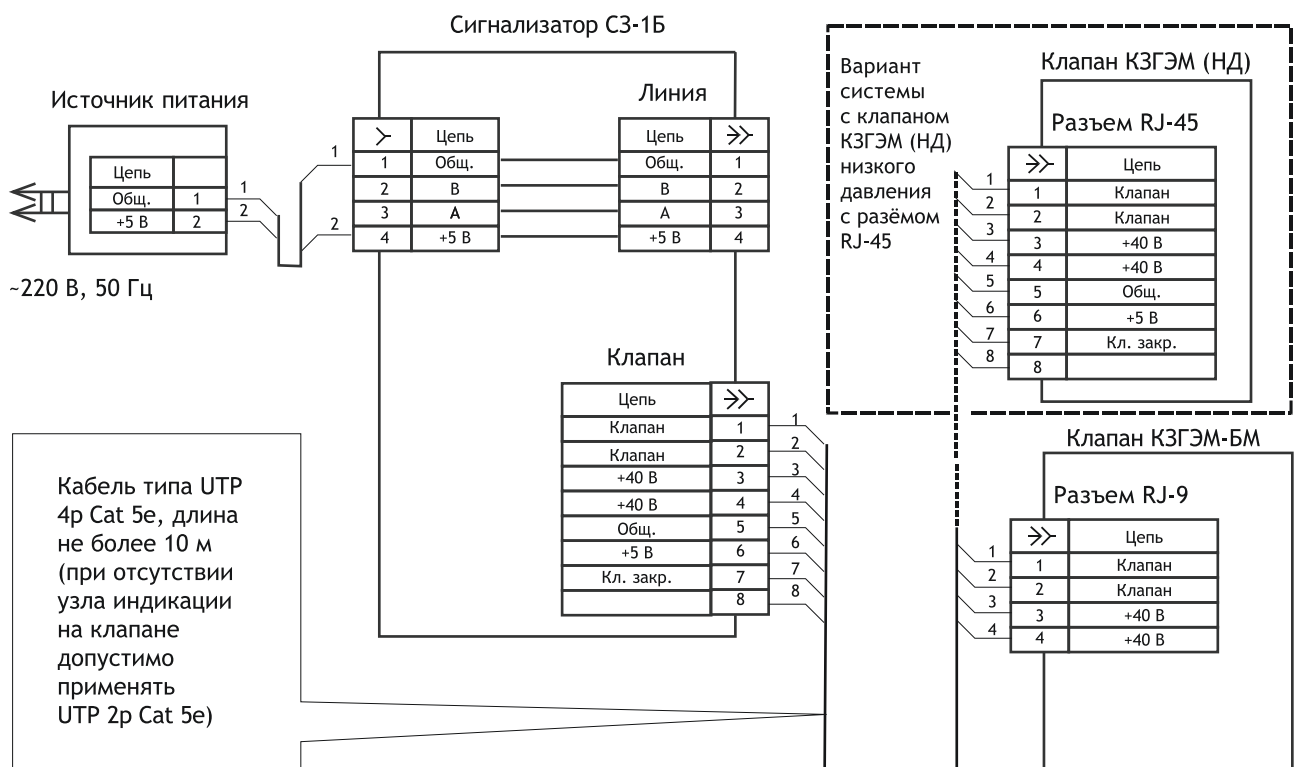 Сигнализатор СЗ-1Б
Источник питания
Цепь
Общ. 1
+5 В 2
1
2
~220 В, 50 Гц
1
2
Цепь
1 Общ.
2 В
3 А
4 +5 В
Линия
Цепь
Общ. 1
В 2
А 3
+5 В 4
Клапан
Цепь
Клапан 1
Клапан 2
+40 В 3
+40 В 4
Общ. 5
+5 В 6
Кл. закр. 7
8
1
2
3
4
5
6
7
8
Кабель типа UTP
4р Cat 5e, длина
не более 10 м
(при отсутствии
узла индикации
на клапане
допустимо
применять
UTP 2р Cat 5e)
Вариант
системы
с клапаном
КЗГЭМ (НД)
низкого
давления
с разёмом
RJ-45
Клапан КЗГЭМ (НД)
Разъем RJ-45
1
2
3
4
5
6
7
8
Цепь
1 Клапан
2 Клапан
3 +40 В
4 +40 В
5 Общ.
6 +5 В
7 Кл. закр.
8
Клапан КЗГЭМ-БМ
Разъем RJ-9
1
2
3
4
Цепь
1 Клапан
2 Клапан
3 +40 В
4 +40 В